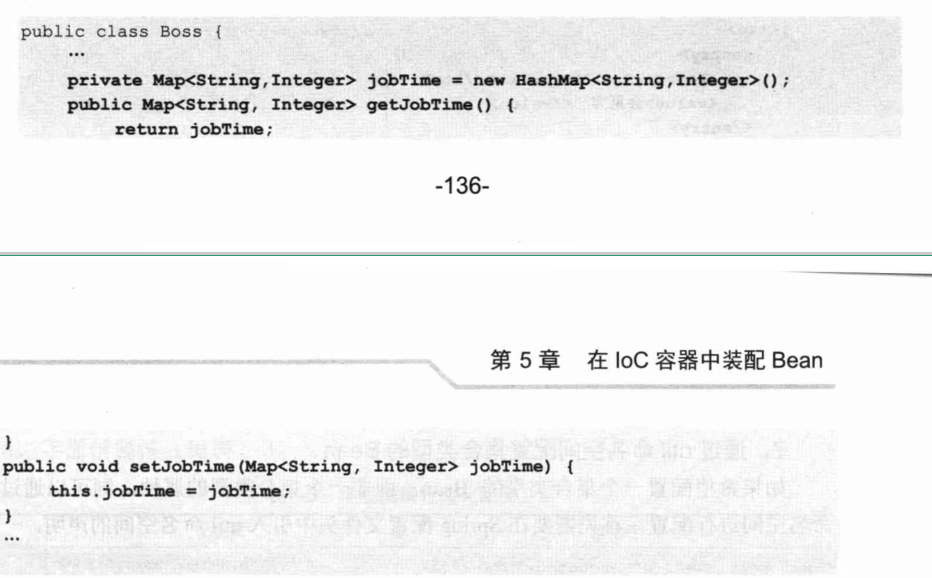 public class Boss {
…
private Map<String,Integer> jobTime = new HashMap<String,Integer>();
public Map<String, Integer> getJobTime() {
return jobTime;
-136-
第 5 章 在 IoC 容器中装配 Bean
}
public void setJobTime(Map<String, Integer> jobTime) {
this.jobTime = jobTime;
}
…